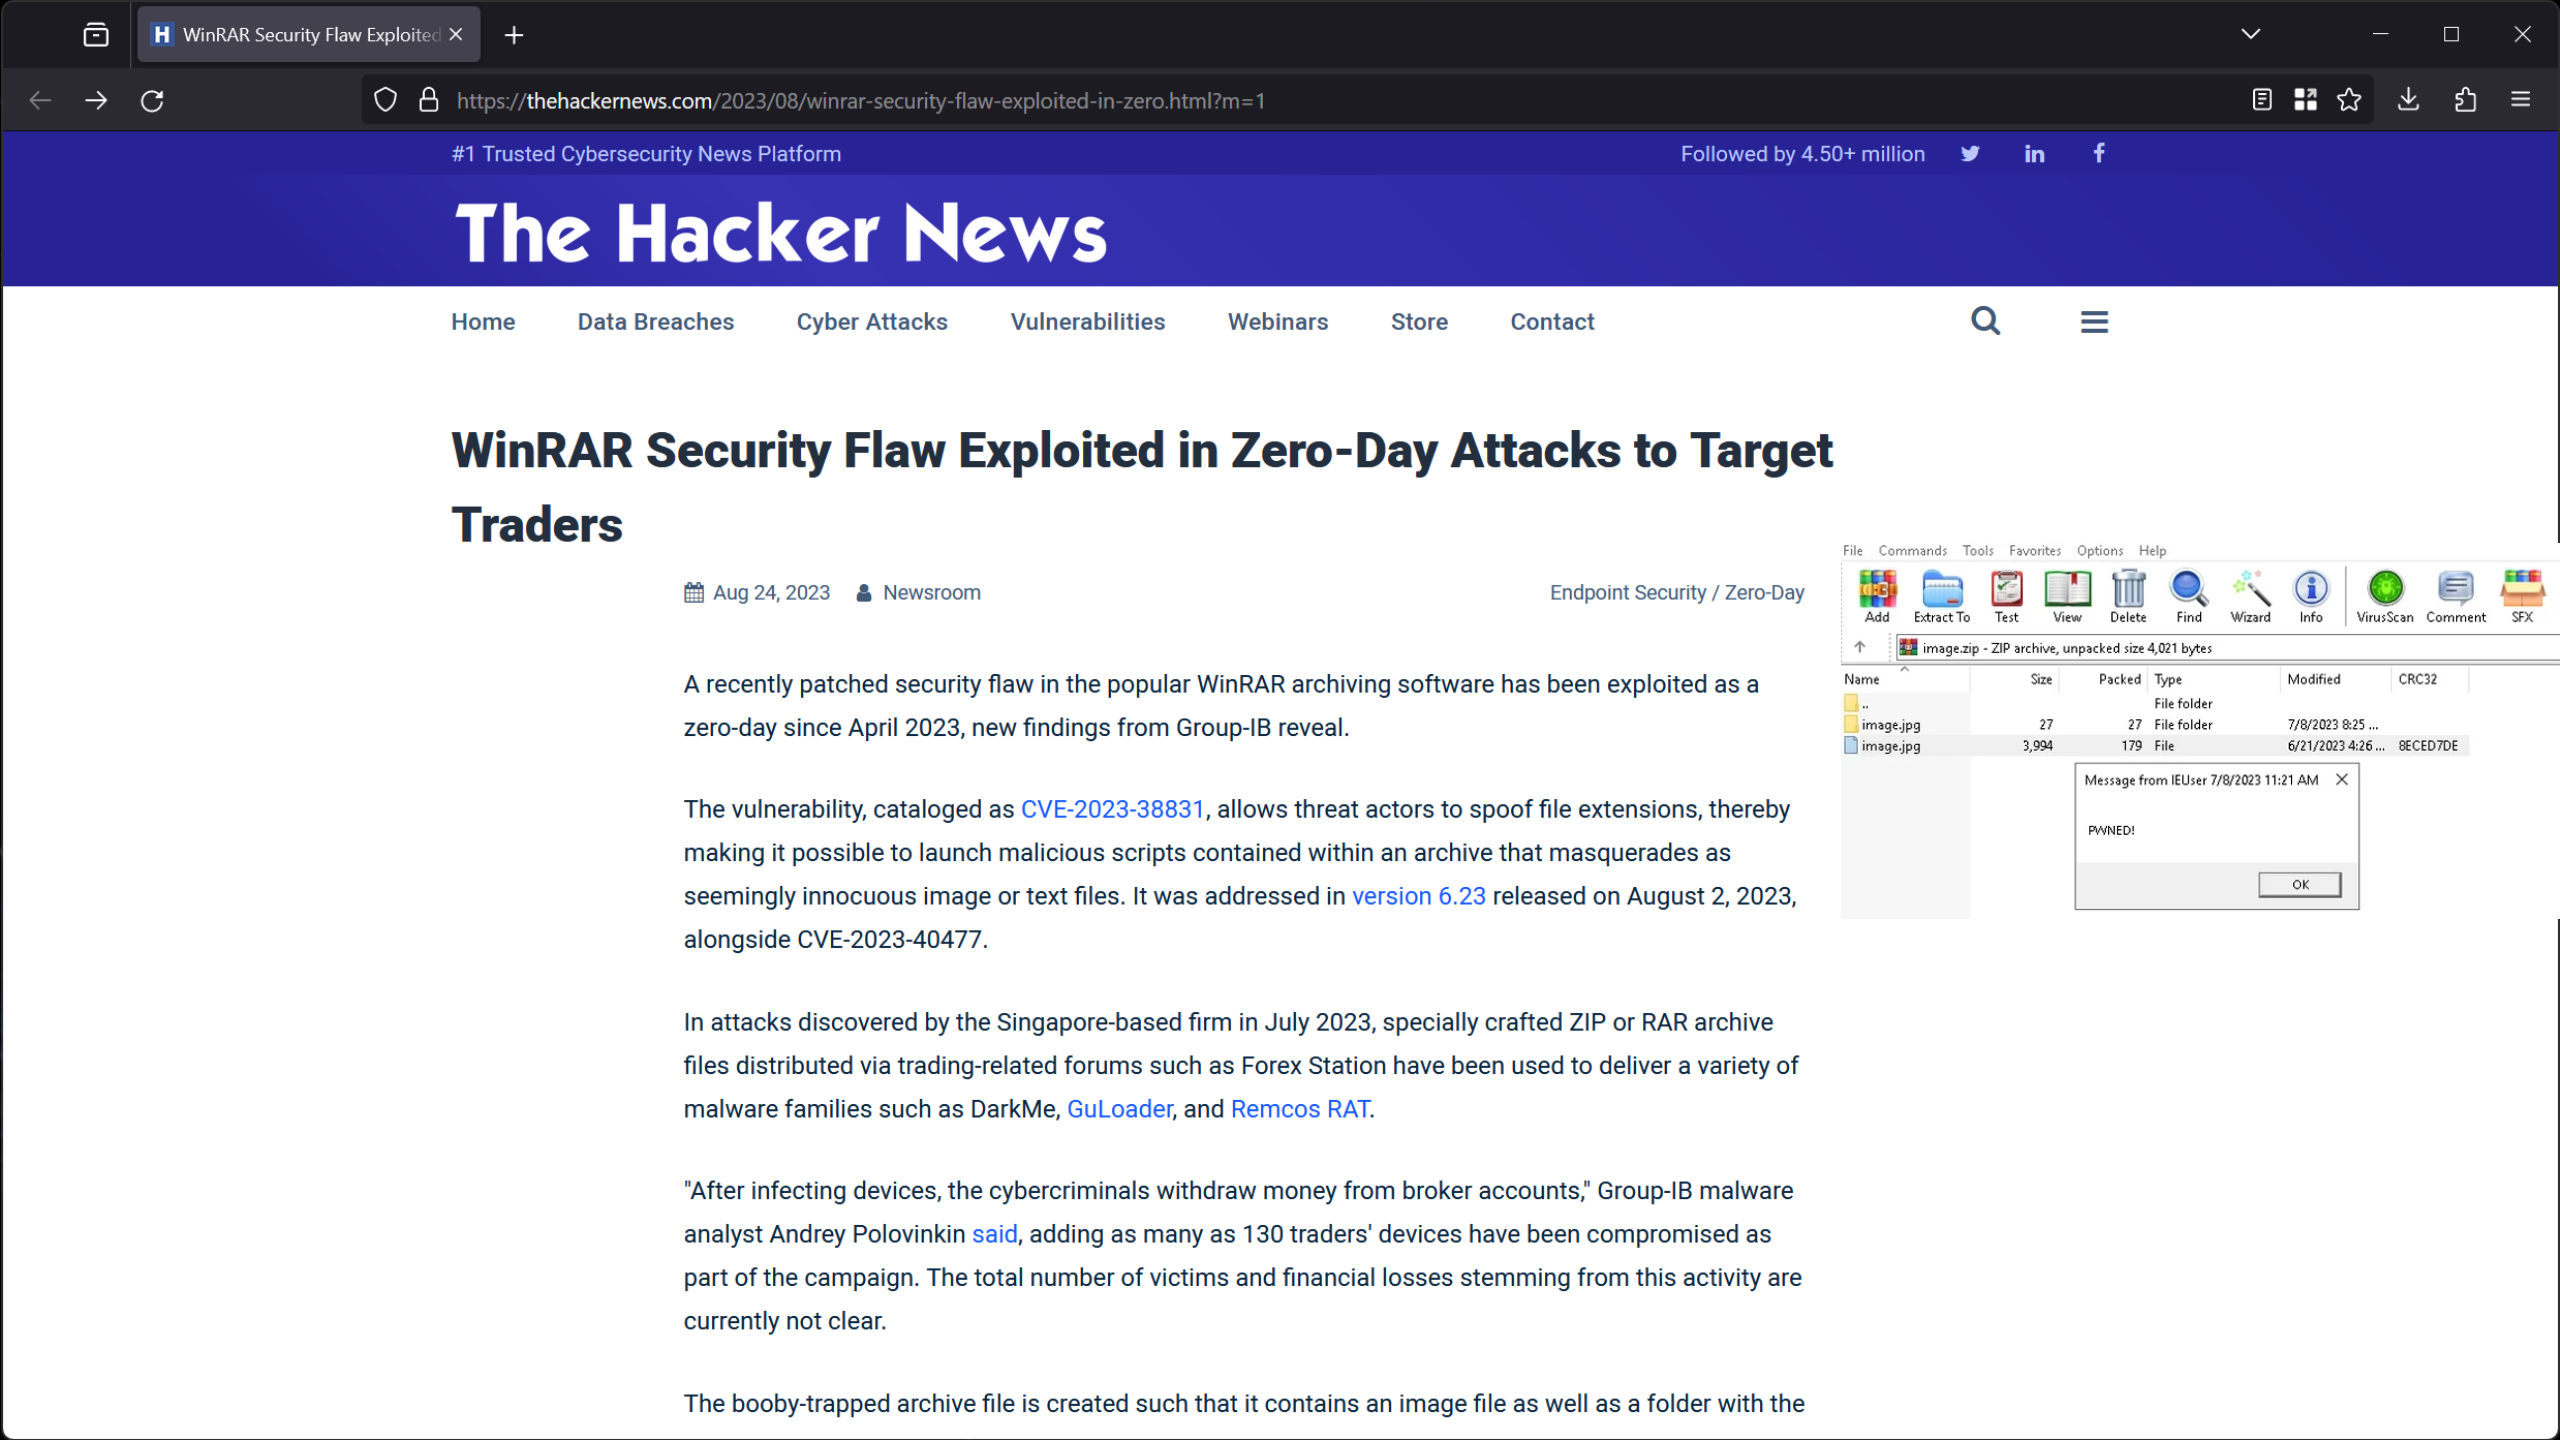 WinRAR Security Flaw Exploited
https://thehackernews.com/2023/08/winrar-security-flaw-exploited-in-zero.html?m=1
#1 Trusted Cybersecurity News Platform
Followed by 4.50+ million
The Hacker News
Home Data Breaches Cyber Attacks Vulnerabilities Webinars Store Contact
WinRAR Security Flaw Exploited in Zero-Day Attacks to Target
Traders
Aug 24, 2023 Newsroom
Endpoint Security / Zero-Day
A recently patched security flaw in the popular WinRAR archiving software has been exploited as a
zero-day since April 2023, new findings from Group-IB reveal.
The vulnerability, cataloged as CVE-2023-38831, allows threat actors to spoof file extensions, thereby
making it possible to launch malicious scripts contained within an archive that masquerades as
seemingly innocuous image or text files. It was addressed in version 6.23 released on August 2, 2023,
alongside CVE-2023-40477.
In attacks discovered by the Singapore-based firm in July 2023, specially crafted ZIP or RAR archive
files distributed via trading-related forums such as Forex Station have been used to deliver a variety of
malware families such as DarkMe, GuLoader, and Remcos RAT.
"After infecting devices, the cybercriminals withdraw money from broker accounts," Group-IB malware
analyst Andrey Polovinkin said, adding as many as 130 traders' devices have been compromised as
part of the campaign. The total number of victims and financial losses stemming from this activity are
currently not clear.
The booby-trapped archive file is created such that it contains an image file as well as a folder with the
File Commands Tools Favorites Options Help
Add Extract To Test View Delete Find Wizard Info VirusScan Comment SFX
image.zip - ZIP archive, unpacked size 4,021 bytes
Name Size Packed Type Modified CRC32
.. File folder
image.jpg 27 27 File folder 7/8/2023 8:25 ...
image.jpg 3,994 179 File 6/21/2023 4:26 ... 8ECED7DE
Message from IEUser 7/8/2023 11:21 AM
PWNED!
OK